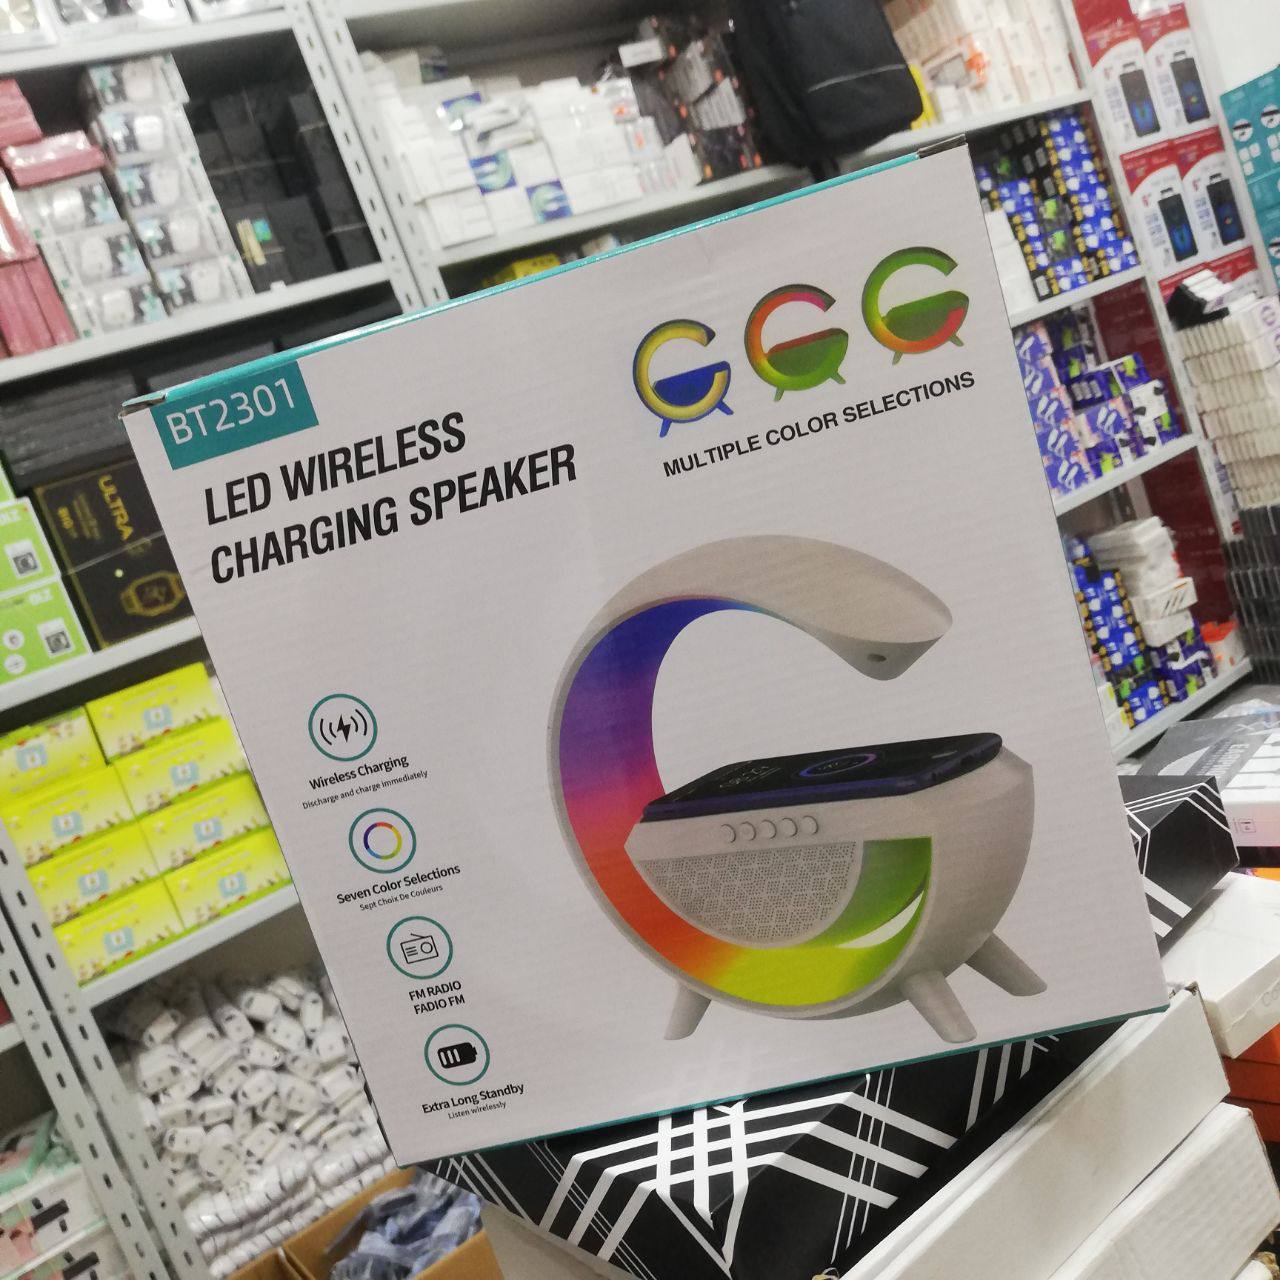 BT2301
LED WIRELESS
CHARGING SPEAKER
MULTIPLE COLOR SELECTIONS
Wireless Charging
Discharge and charge immediately
Seven Color Selections
Sept Choix De Couleurs
FM RADIO
FADIO FM
Extra Long Standby
Listen wirelessly
ULTRA